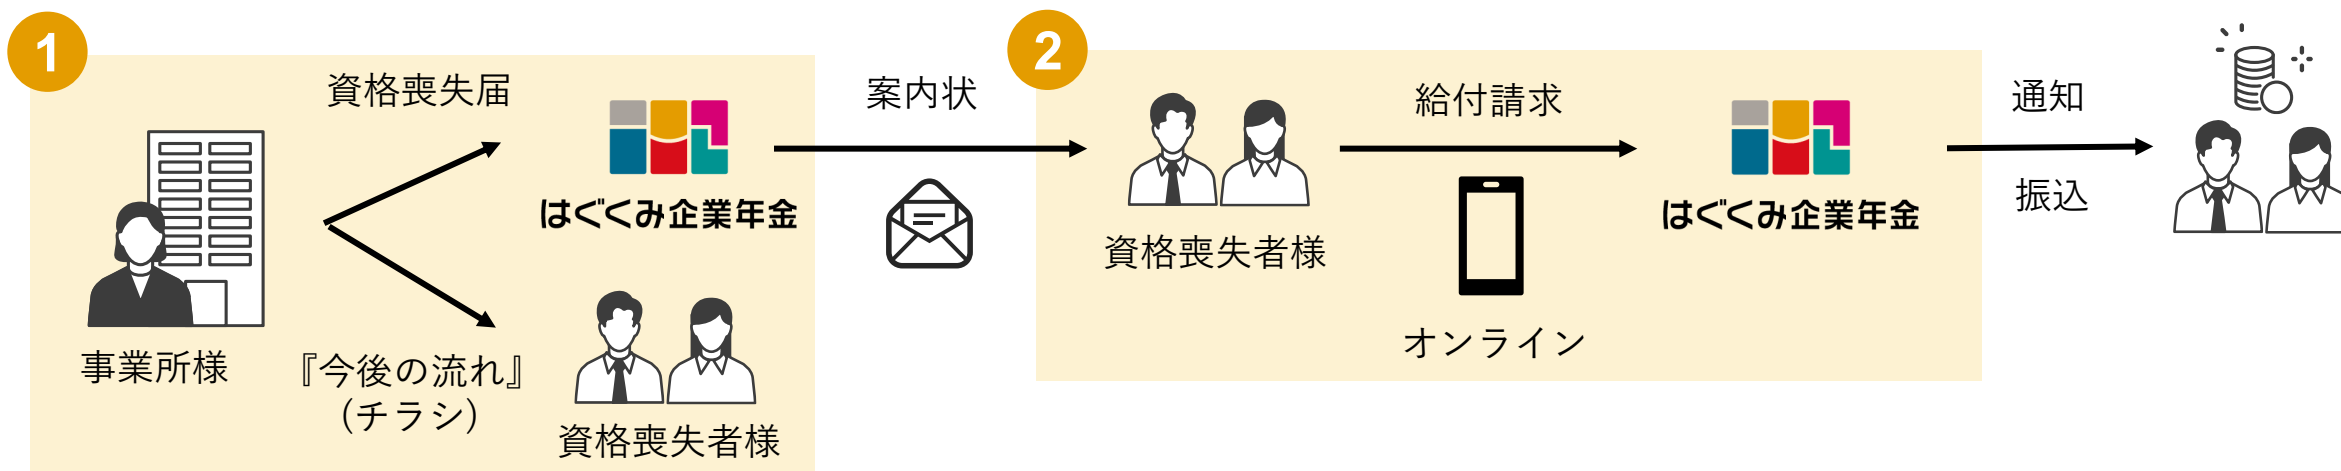 1
資格喪失届
はぐくみ企業年金
事業所様
『今後の流れ』
（チラシ）
資格喪失者様
案内状
2
資格喪失者様
給付請求
オンライン
はぐくみ企業年金
通知
振込